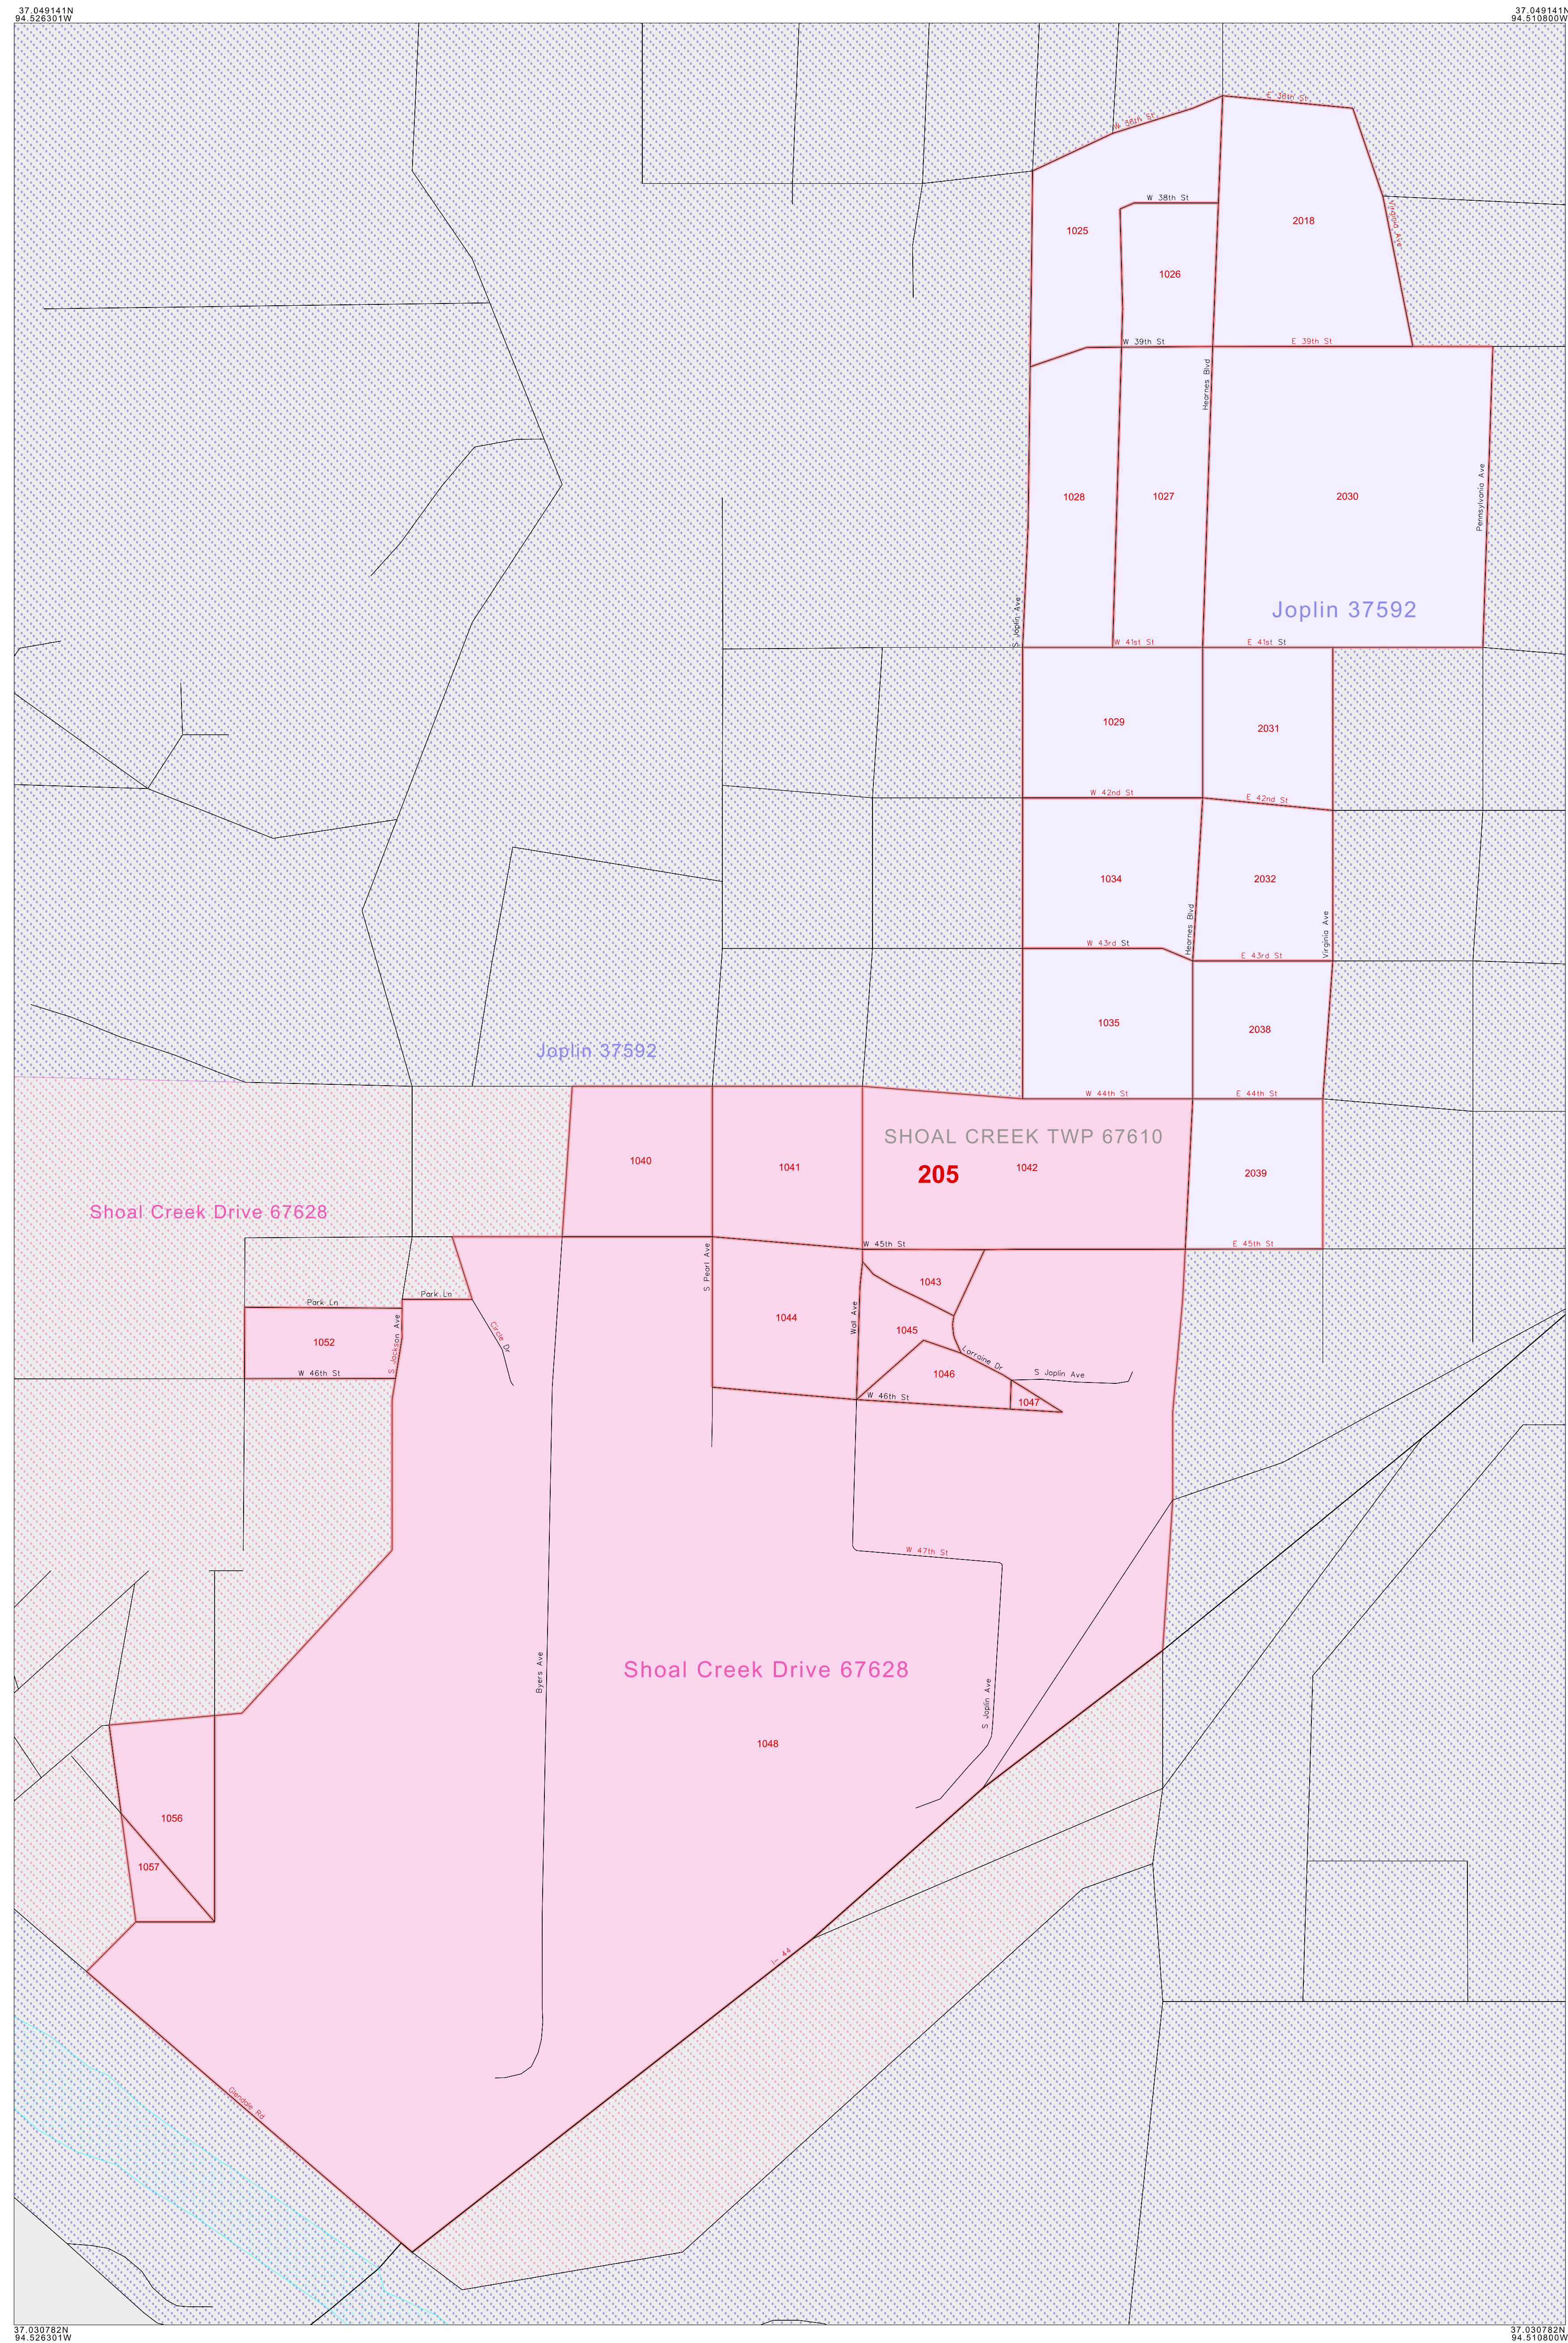 37.049141N
94.526301W
37.049141N
94.510800W
E 36th St
W 36th St
W 38th St
Virginia Ave
2018
1025
1026
W 39th St
E 39th St
Hearnes Blvd
1028
1027
2030
Pennsylvania Ave
Joplin 37592
S Joplin Ave
W 41st St
E 41st St
1029
2031
W 42nd St
E 42nd St
1034
2032
Hearnes Blvd
Virginia Ave
W 43rd St
E 43rd St
1035
2038
Joplin 37592
W 44th St
E 44th St
SHOAL CREEK TWP 67610
1040
1041
205
1042
2039
Shoal Creek Drive 67628
W 45th St
E 45th St
S Pearl Ave
1043
Park Ln
Park Ln
Wall Ave
1044
1045
Circle Dr
S Jackson Ave
1052
Lorraine Dr
W 46th St
1046
S Joplin Ave
W 46th St
1047
W 47th St
Shoal Creek Drive 67628
Byers Ave
S Joplin Ave
1048
1056
1057
I- 44
Glendale Rd
37.030782N
94.526301W
37.030782N
94.510800W